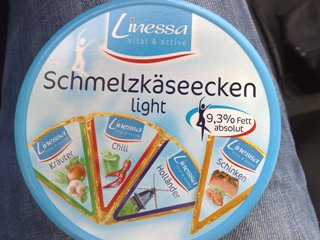 Linessa
vital & active
Schmelzkäseecken
light
9,3% Fett
absolut
Linessa
Kräuter
Linessa
Chili
Linessa
Holländer
Linessa
Schinken